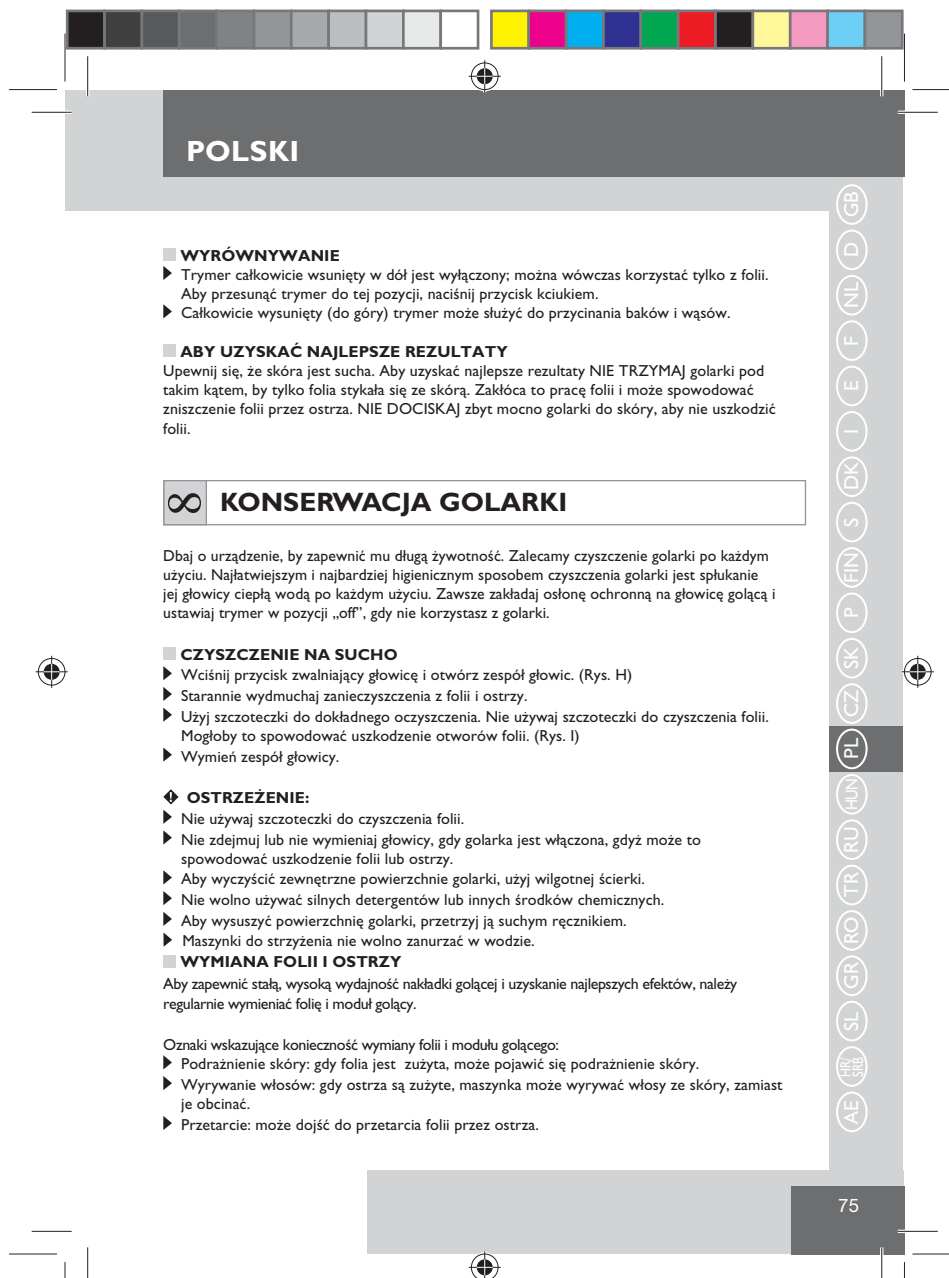 POLSKI
WYRÓWNYWANIE
Trymer całkowicie wsunięty w dół jest wyłączony; można wówczas korzystać tylko z folii.
Aby przesunąć trymer do tej pozycji, naciśnij przycisk kciukiem.
Całkowicie wysunięty (do góry) trymer może służyć do przycinania baków i wąsów.
ABY UZYSKAĆ NAJLEPSZE REZULTATY
Upewnij się, że skóra jest sucha. Aby uzyskać najlepsze rezultaty NIE TRZYMAJ golarki pod
takim kątem, by tylko folia stykała się ze skórą. Zakłóca to pracę folii i może spowodować
zniszczenie folii przez ostrza. NIE DOCISKAJ zbyt mocno golarki do skóry, aby nie uszkodzić
folii.
KONSERWACJA GOLARKI
Dbaj o urządzenie, by zapewnić mu długą żywotność. Zalecamy czyszczenie golarki po każdym
użyciu. Najłatwiejszym i najbardziej higienicznym sposobem czyszczenia golarki jest spłukanie
jej głowicy ciepłą wodą po każdym użyciu. Zawsze zakładaj osłonę ochronną na głowicę golącą i
ustawiaj trymer w pozycji „off”, gdy nie korzystasz z golarki.
CZYSZCZENIE NA SUCHO
Wciśnij przycisk zwalniający głowicę i otwórz zespół głowic. (Rys. H)
Starannie wydmuchaj zanieczyszczenia z folii i ostrzy.
Użyj szczoteczki do dokładnego oczyszczenia. Nie używaj szczoteczki do czyszczenia folii.
Mogłoby to spowodować uszkodzenie otworów folii. (Rys. I)
Wymień zespół głowicy.
OSTRZEŻENIE:
Nie używaj szczoteczki do czyszczenia folii.
Nie zdejmuj lub nie wymieniaj głowicy, gdy golarka jest włączona, gdyż może to
spowodować uszkodzenie folii lub ostrzy.
Aby wyczyścić zewnętrzne powierzchnie golarki, użyj wilgotnej ścierki.
Nie wolno używać silnych detergentów lub innych środków chemicznych.
Aby wysuszyć powierzchnię golarki, przetrzyj ją suchym ręcznikiem.
Maszynki do strzyżenia nie wolno zanurzać w wodzie.
WYMIANA FOLII I OSTRZY
Aby zapewnić stałą, wysoką wydajność nakładki golącej i uzyskanie najlepszych efektów, należy
regularnie wymieniać folię i moduł golący.
Oznaki wskazujące konieczność wymiany folii i modułu golącego:
Podrażnienie skóry: gdy folia jest zużyta, może pojawić się podrażnienie skóry.
Wyrywanie włosów: gdy ostrza są zużyte, maszynka może wyrywać włosy ze skóry, zamiast
je obcinać.
Przetarcie: może dojść do przetarcia folii przez ostrza.
GB
D
NL
F
E
I
DK
S
FIN
P
SK
CZ
PL
HUN
RU
TR
RO
GR
SL
HR/
SRB
AE
75